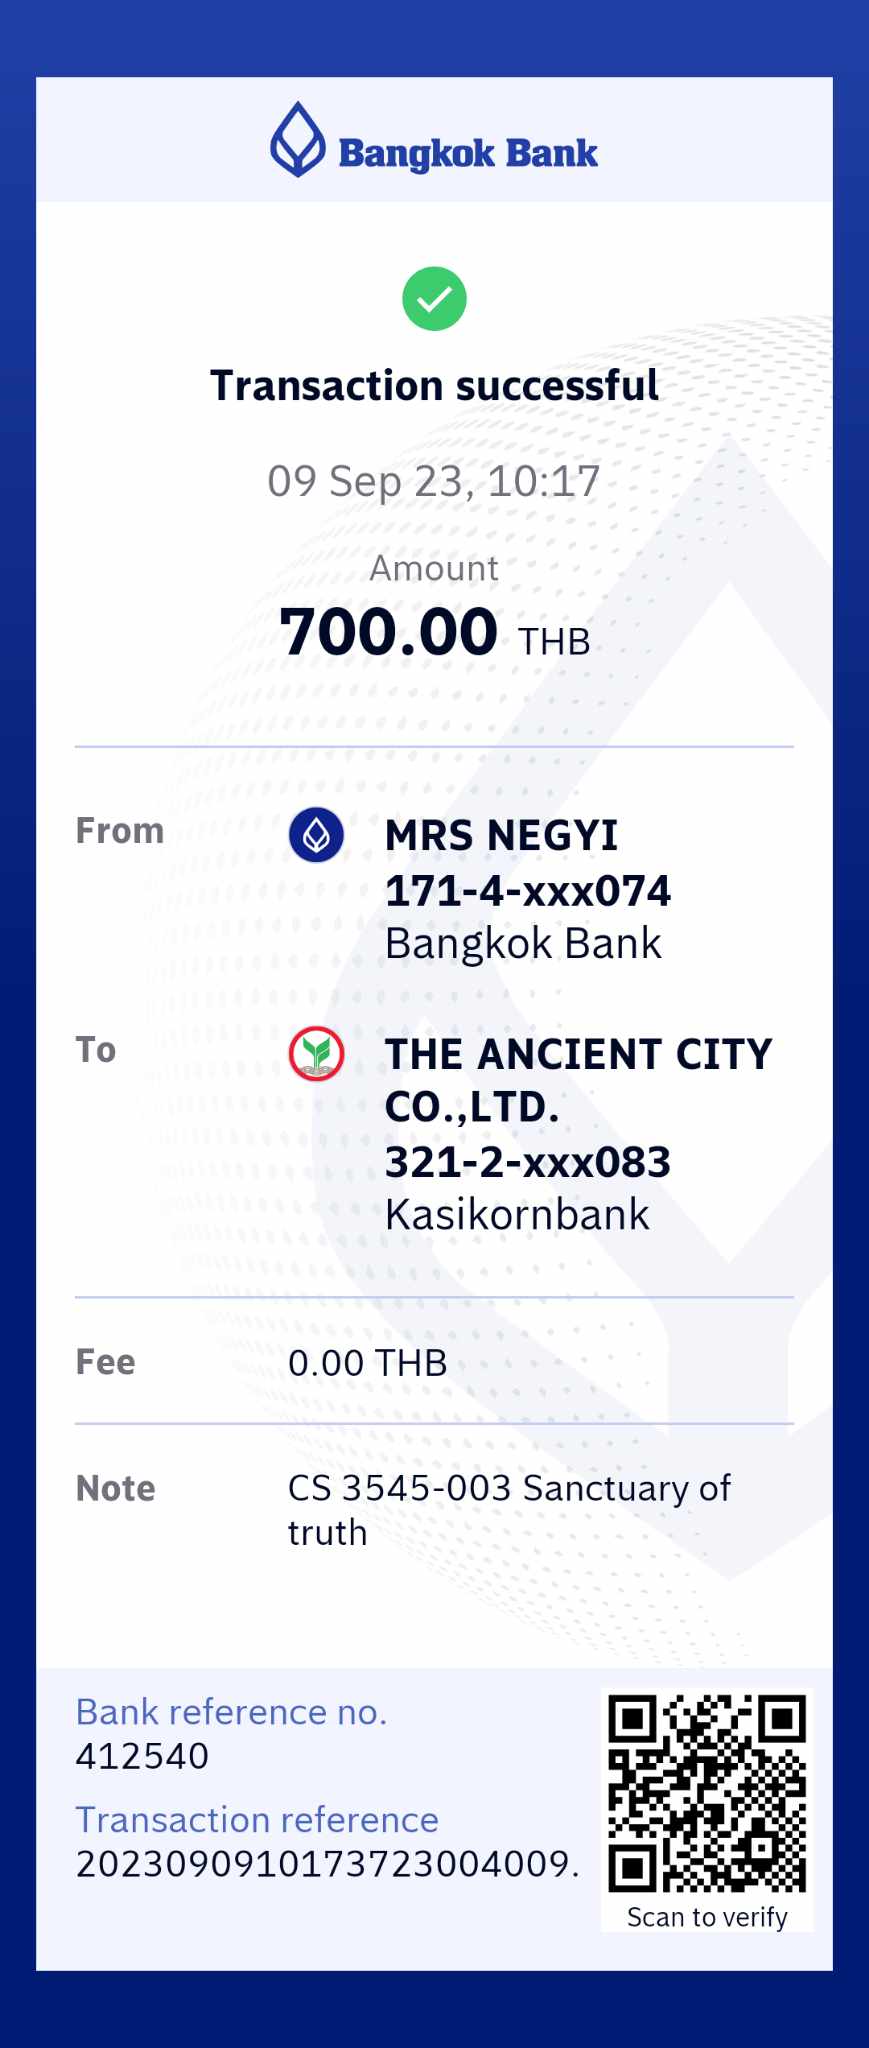 Bangkok Bank
Transaction successful
09 Sep 23, 10:17
Amount
700.00 THB
From
MRS NEGYI
171-4-xxx074
Bangkok Bank
To
THE ANCIENT CITY
CO.,LTD.
321-2-xxx083
Kasikornbank
Fee
0.00 THB
Note
CS 3545-003 Sanctuary of
truth
Bank reference no.
412540
Transaction reference
2023090910173723004009.
Scan to verify